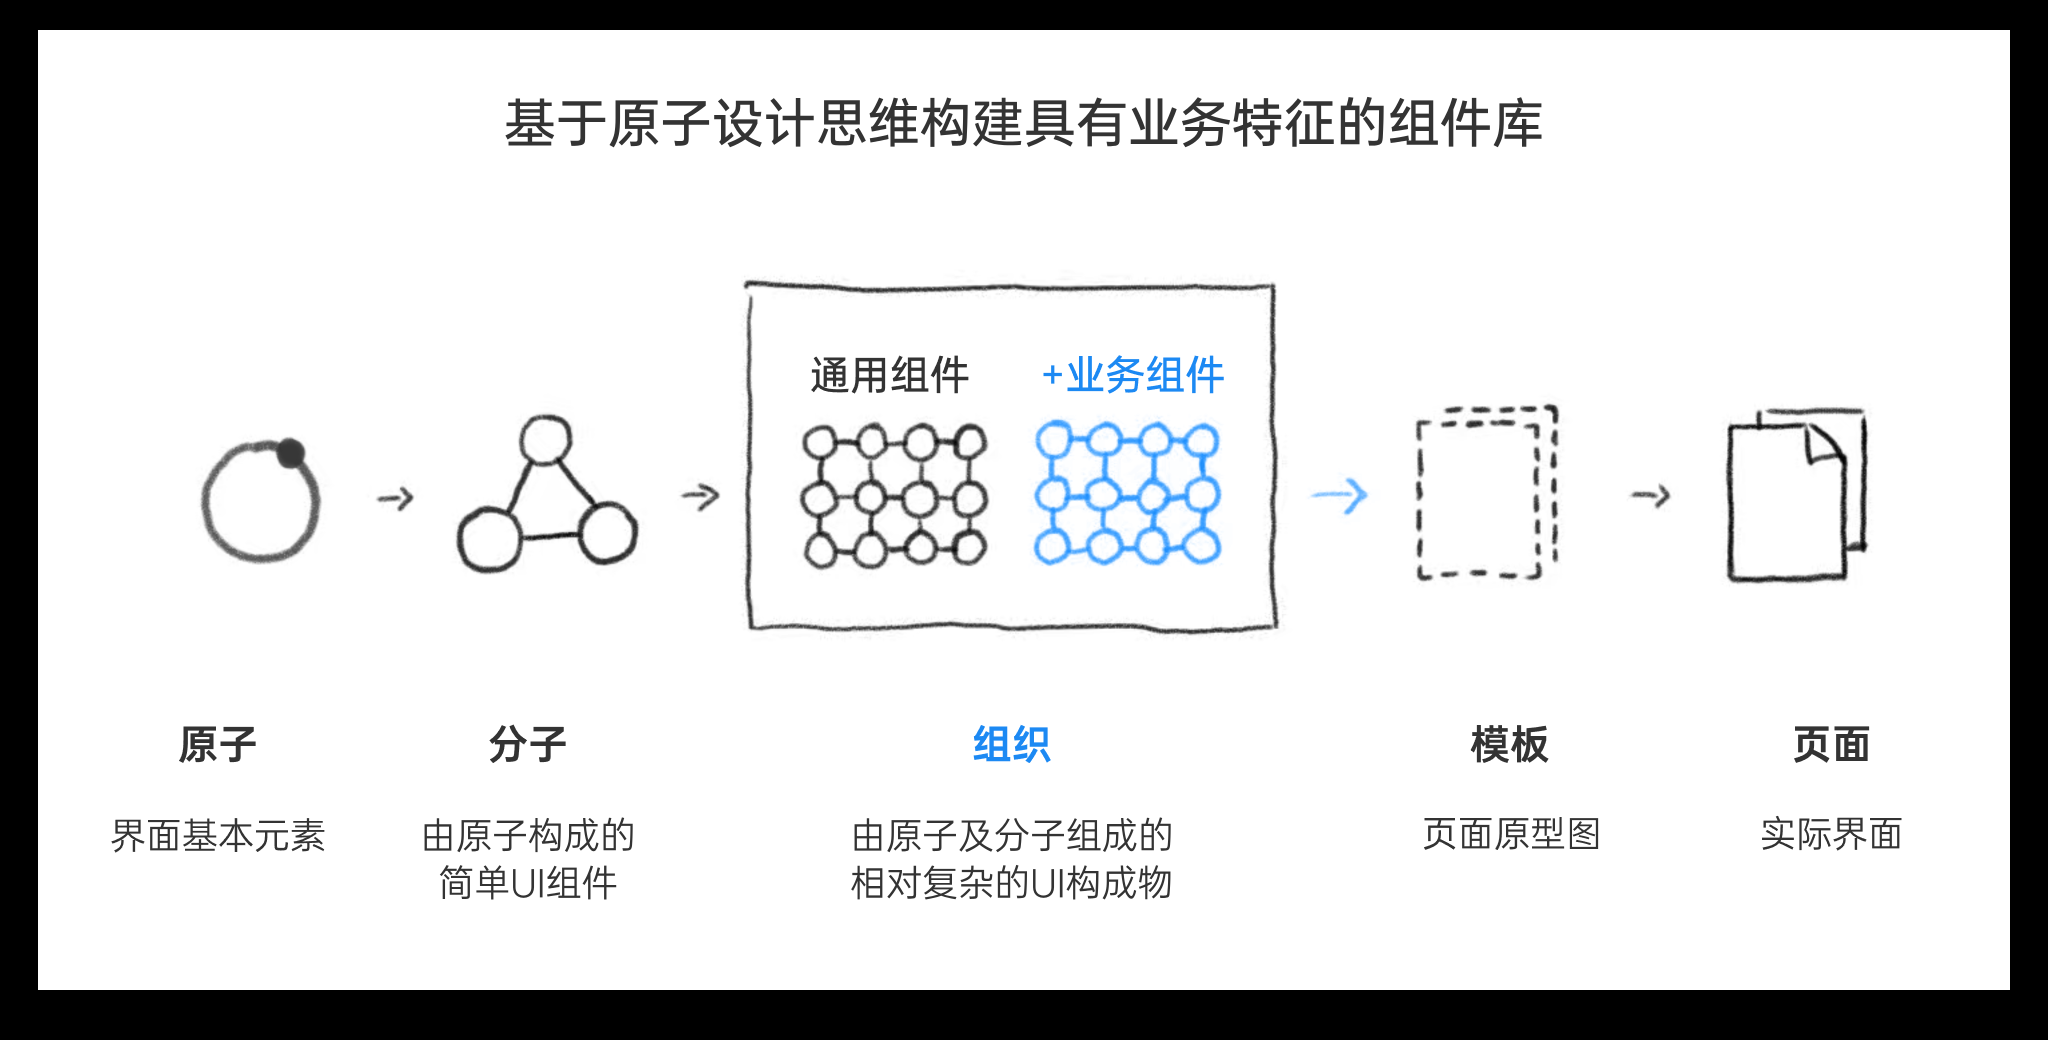 基于原子设计思维构建具有业务特征的组件库
通用组件
+业务组件
原子
界面基本元素
分子
由原子构成的
简单UI组件
组织
由原子及分子组成的
相对复杂的UI构成物
模板
页面原型图
页面
实际界面